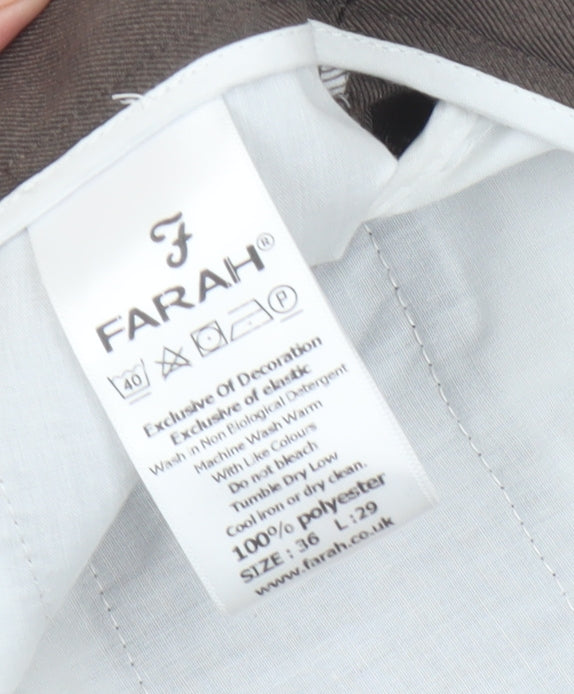 F
FARAH®
40 P
Exclusive Of Decoration
Exclusive of elastic
Wash in Non Biological Detergent
Machine Wash Warm
With Like Colours
Do not bleach
Tumble Dry Low
Cool iron or dry clean.
100% polyester
SIZE : 36 L : 29
www.farah.co.uk